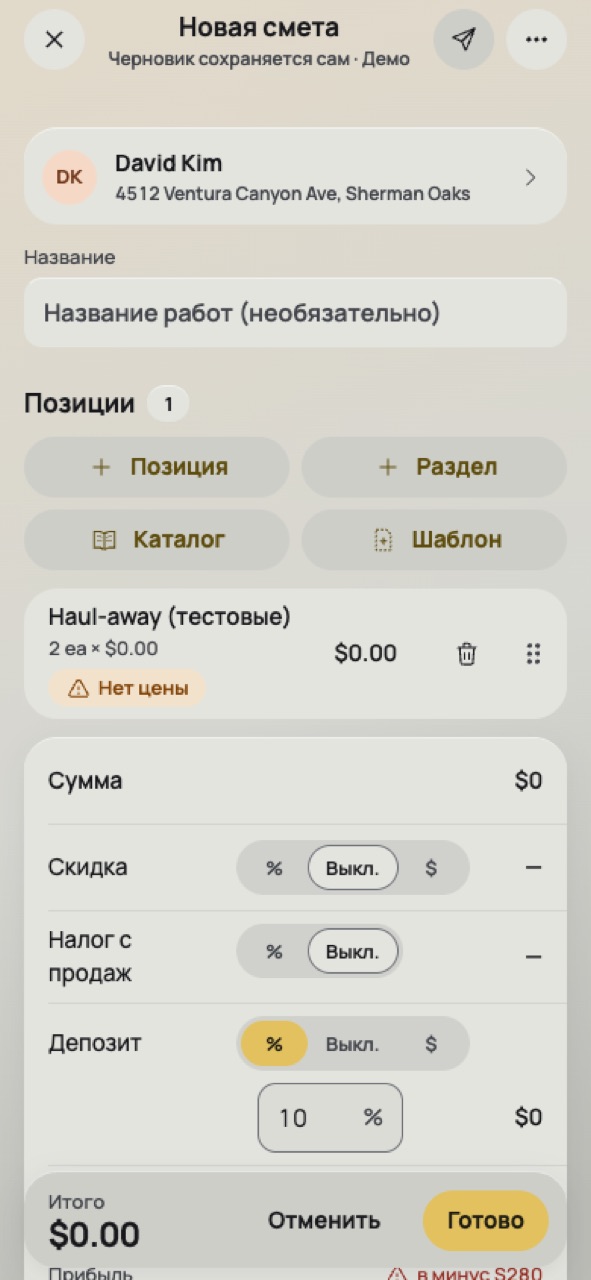 Новая смета
Черновик сохраняется сам · Демо
DK
David Kim
4512 Ventura Canyon Ave, Sherman Oaks
Название
Название работ (необязательно)
Позиции 1
+ Позиция
+ Раздел
Каталог
Шаблон
Haul-away (тестовые)
2 ea × $0.00
$0.00
Нет цены
Сумма $0
Скидка % Выкл. $ –
Налог с продаж % Выкл. –
Депозит % Выкл. $
10 % $0
Итого
$0.00
Отменить
Готово
Прибыль в минус $280